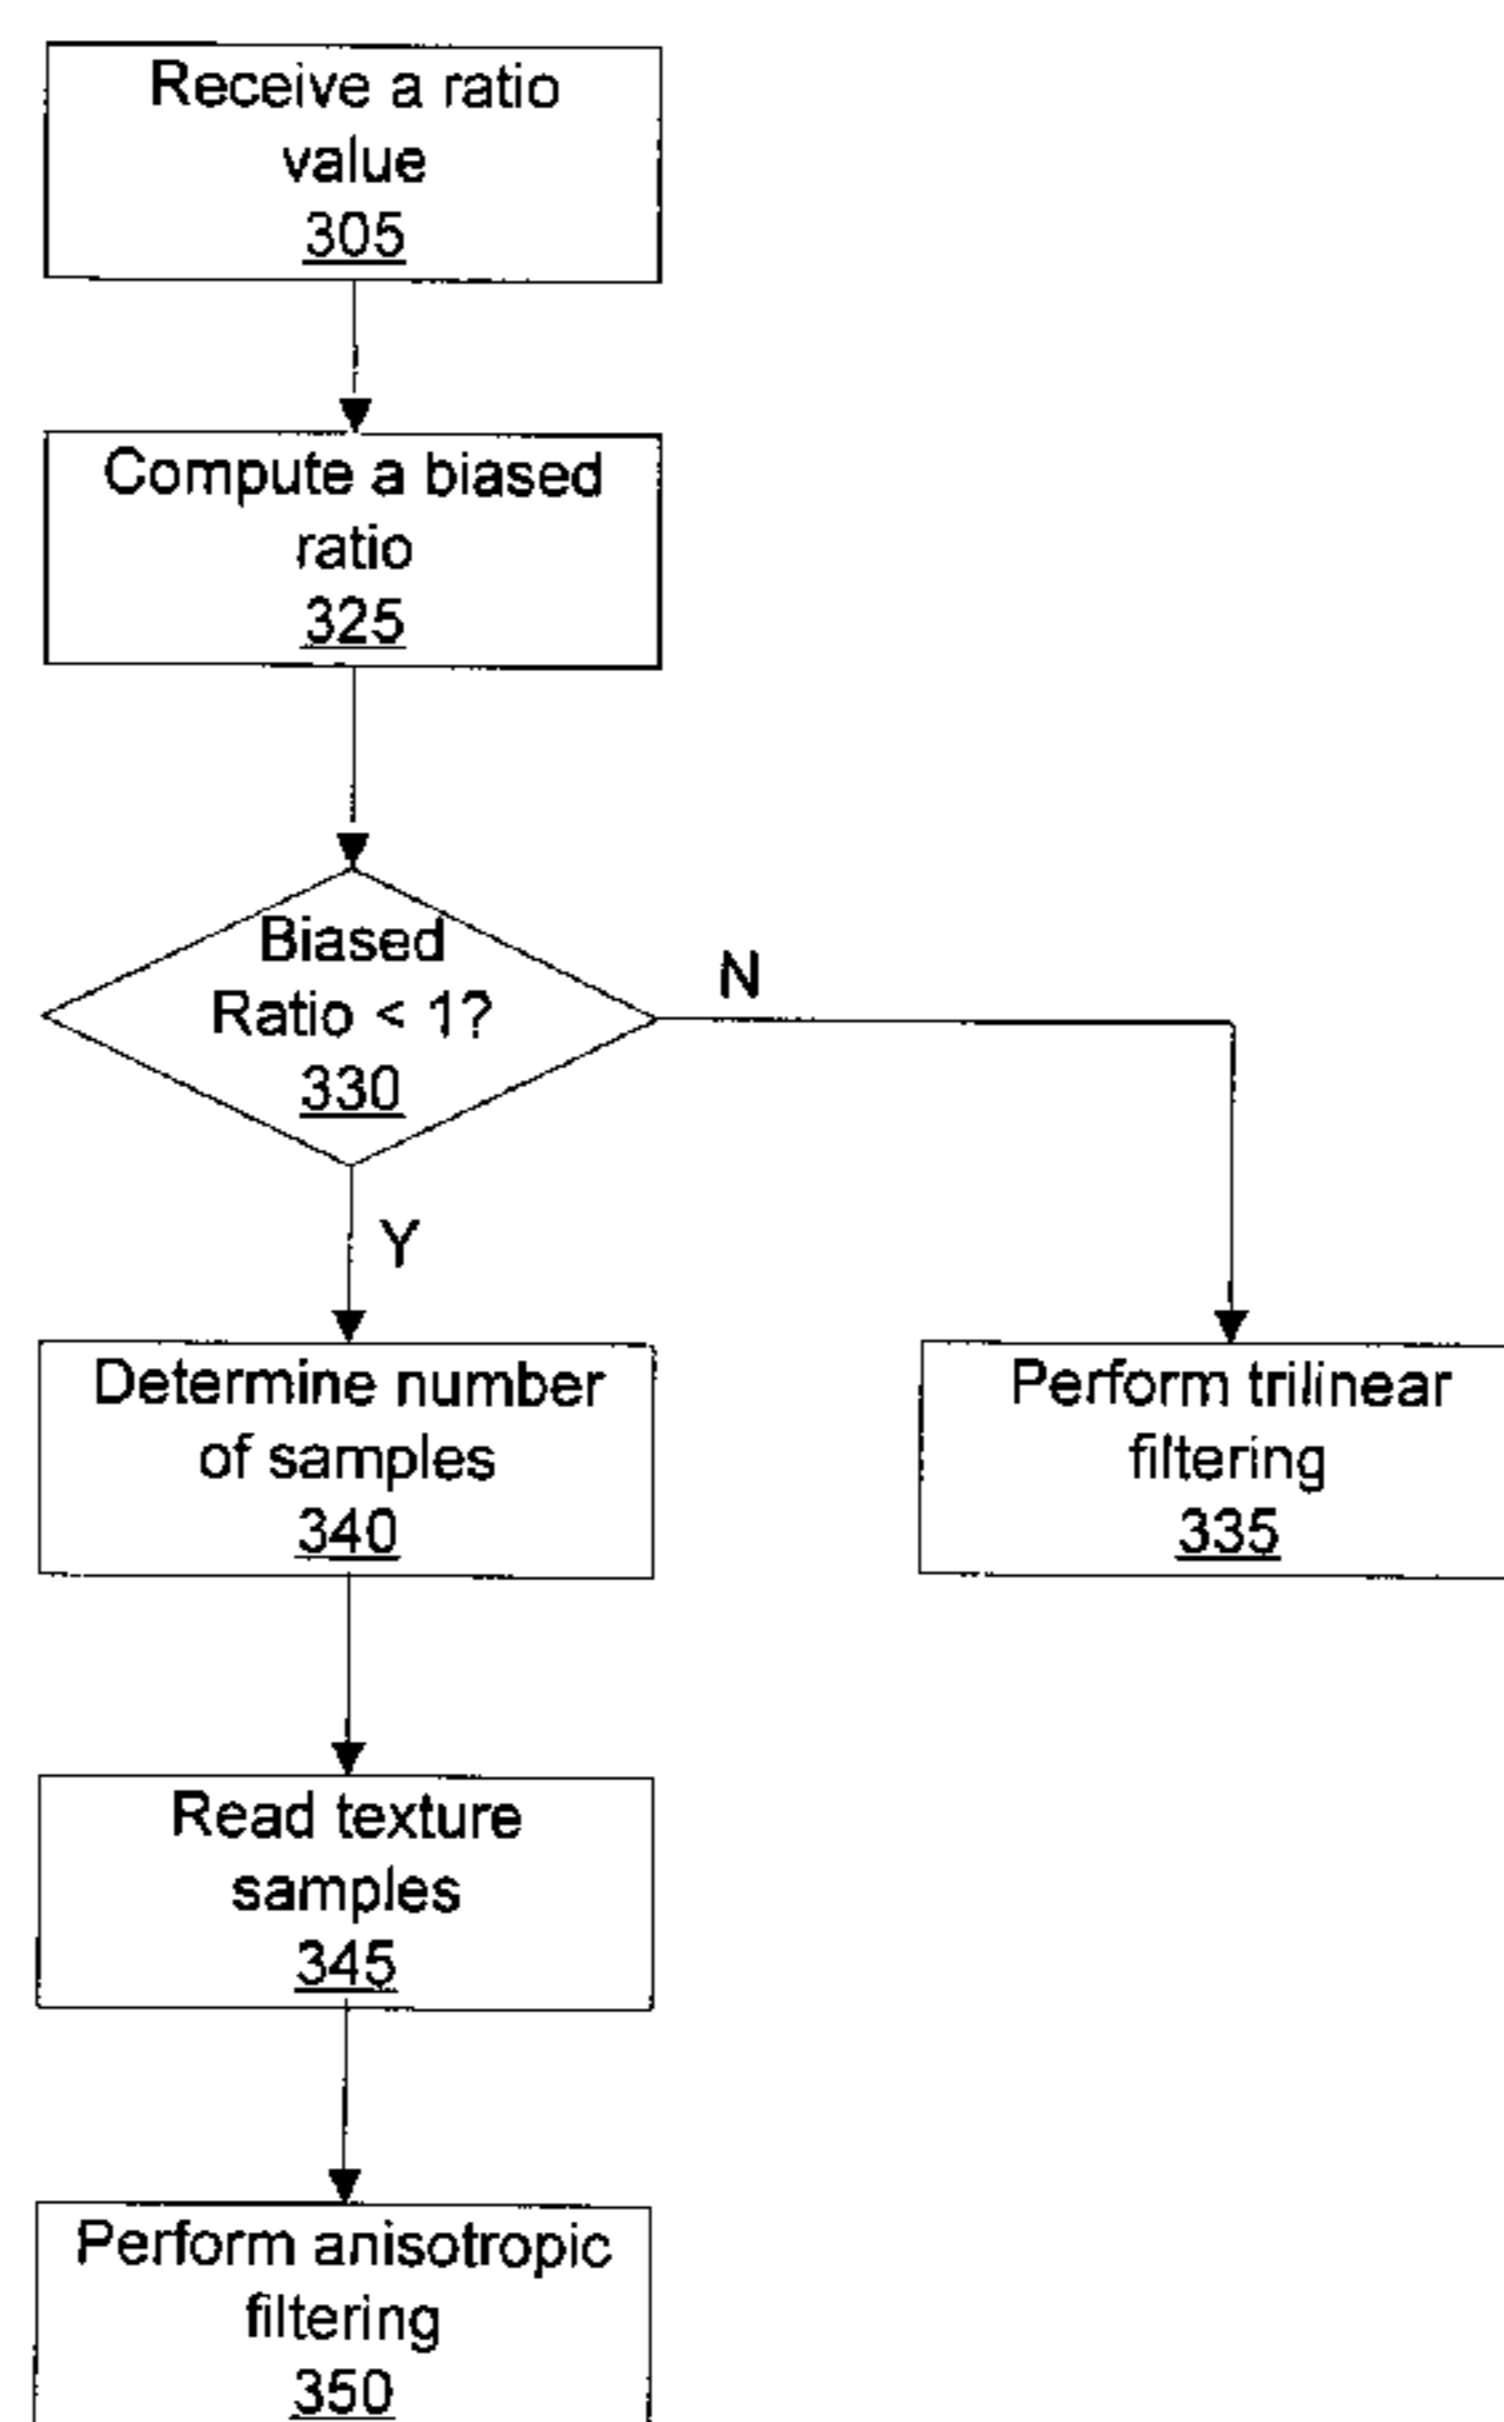 Receive a ratio
value
305
Compute a biased
ratio
325
Biased
Ratio < 1?
330
N
Y
Determine number
of samples
340
Perform trilinear
filtering
335
Read texture
samples
345
Perform anisotropic
filtering
350